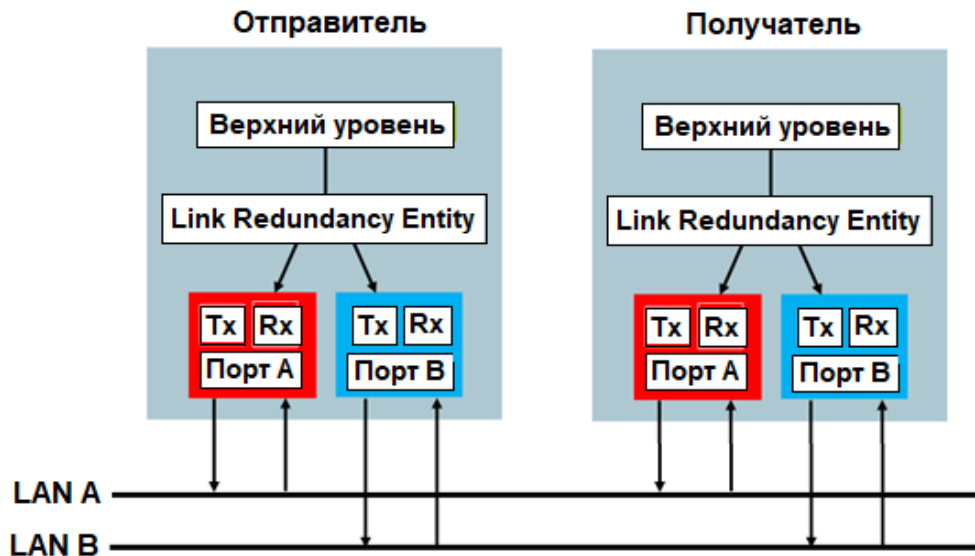 Отправитель
Получатель
Верхний уровень
Верхний уровень
Link Redundancy Entity
Link Redundancy Entity
Tx Rx
Tx Rx
Tx Rx
Tx Rx
Порт A
Порт B
Порт A
Порт B
LAN A
LAN B